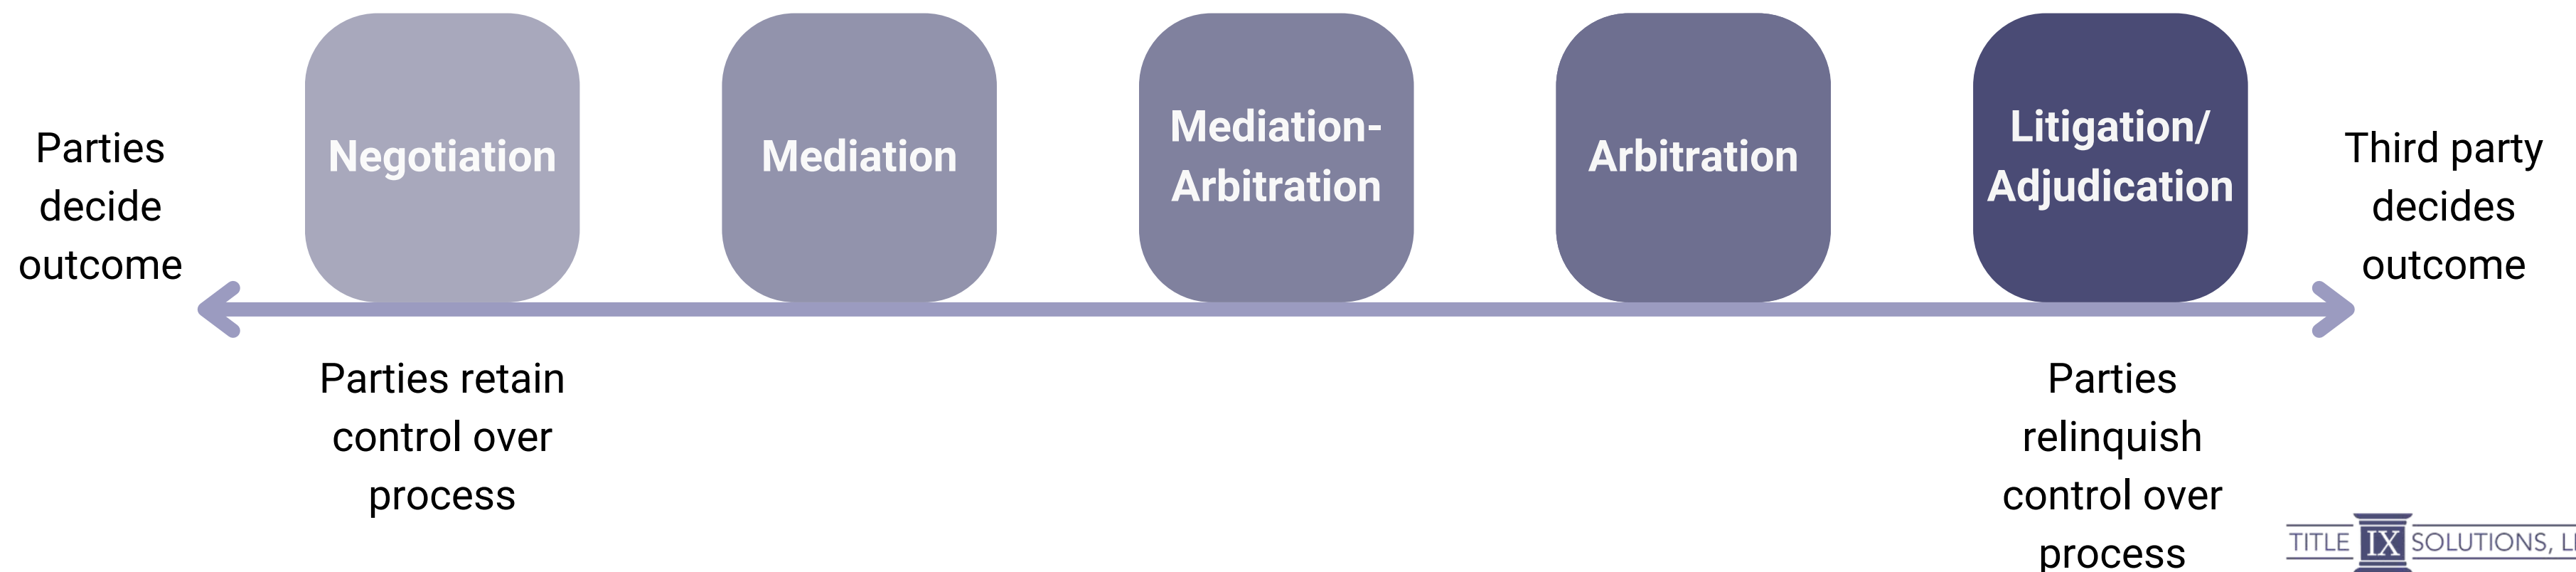 Parties
decide
outcome
Negotiation
Mediation
Mediation-
Arbitration
Arbitration
Litigation/
Adjudication
Third party
decides
outcome
Parties retain
control over
process
Parties
relinquish
control over
process
TITLE IX SOLUTIONS,